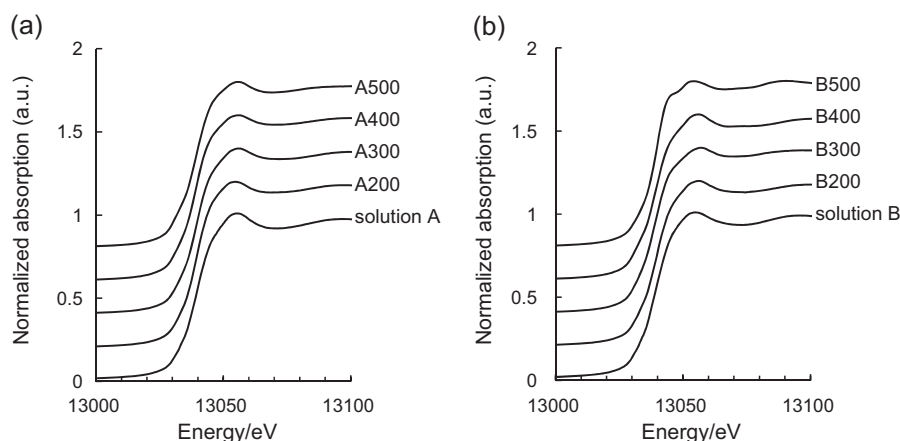 (a)
Normalized absorption (a.u.)
2
1.5
1
0.5
0
A500
A400
A300
A200
solution A
13000
13050
13100
Energy/eV
(b)
Normalized absorption (a.u.)
2
1.5
1
0.5
0
B500
B400
B300
B200
solution B
13000
13050
13100
Energy/eV